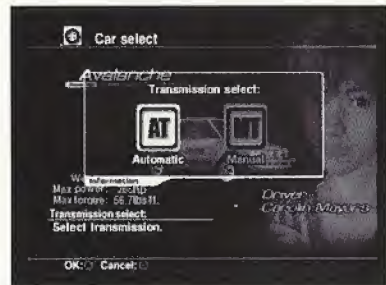 Car select
Avalanche
Transmission select:
AT
MT
Automatic
Manual
Information
Max power:
Max torque: 56.7lbs ft.
Driver:
Transmission select:
Select transmission.
OK: Cancel: